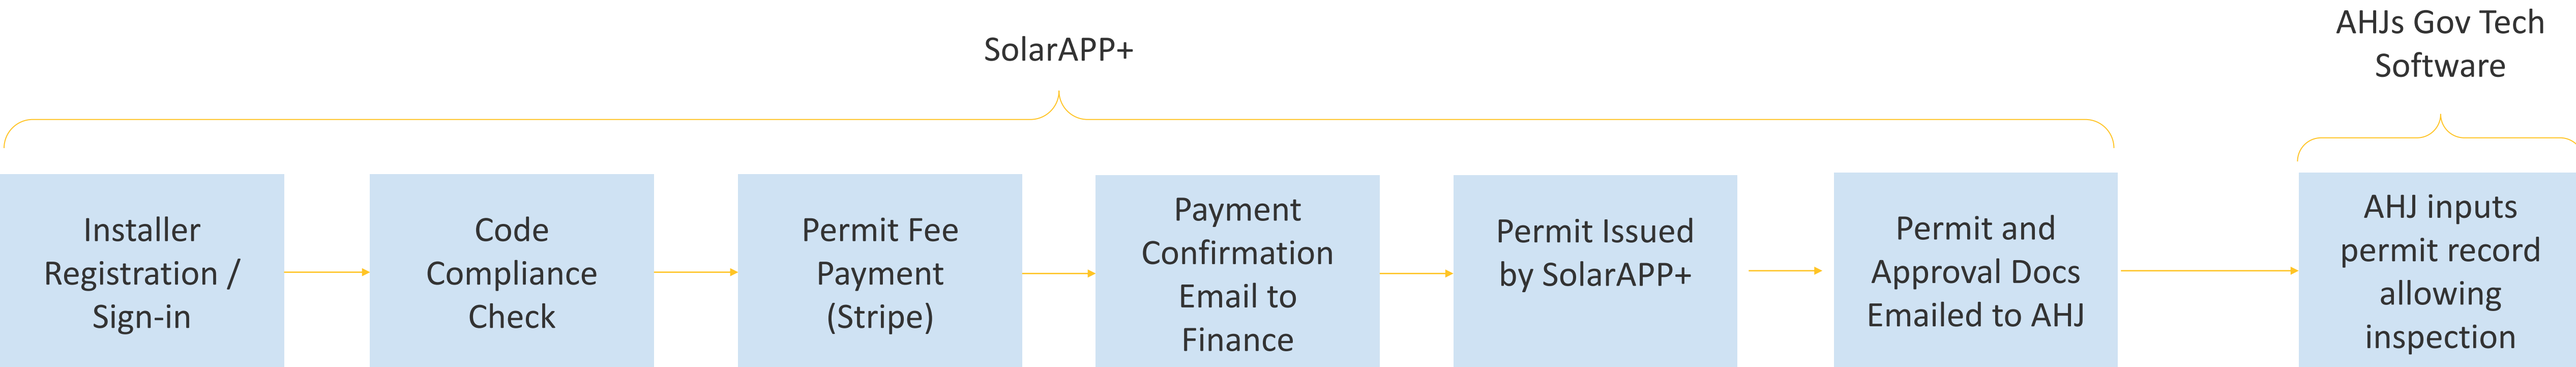 SolarAPP+
AHJs Gov Tech
Software
Installer
Registration /
Sign-in
Code
Compliance
Check
Permit Fee
Payment
(Stripe)
Payment
Confirmation
Email to
Finance
Permit Issued
by SolarAPP+
Permit and
Approval Docs
Emailed to AHJ
AHJ inputs
permit record
allowing
inspection